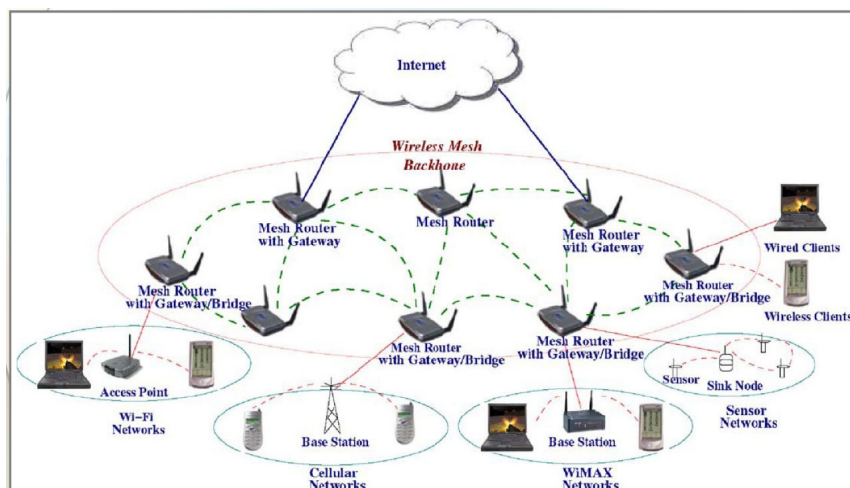 Internet
Wireless Mesh
Backhone
Mesh Router
with Gateway
Mesh Router
Mesh Router
with Gateway
Wired Clients
Mesh Router
with Gateway/Bridge
Mesh Router
with Gateway/Bridge
Wireless Clients
Mesh Router
with Gateway/Bridge
Mesh Router
with Gateway/Bridge
Access Point
Wi-Fi
Networks
Base Station
Cellular
Networks
Base Station
WiMAX
Networks
Sensor
Sink Node
Sensor
Networks